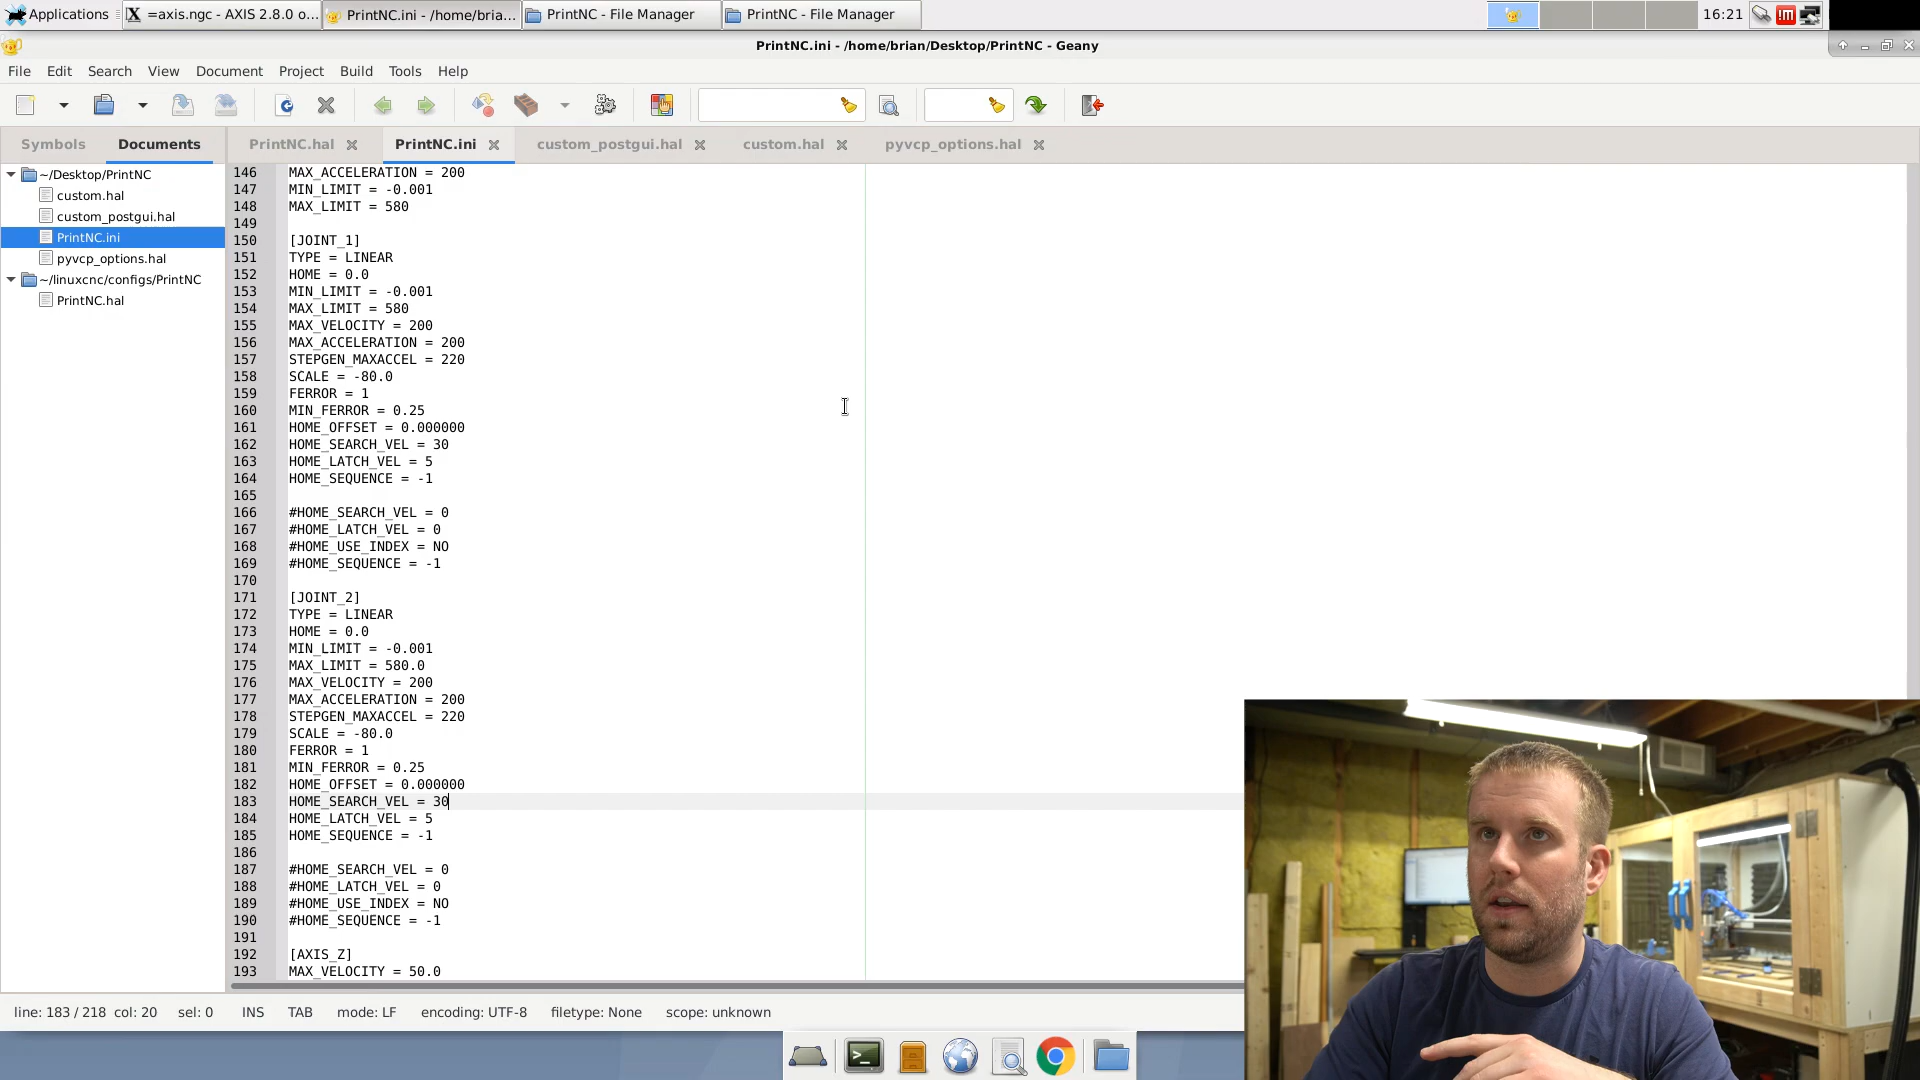 Applications
=axis.ngc - AXIS 2.8.0 o...
PrintNC.ini - /home/bria...
PrintNC - File Manager
PrintNC - File Manager
16:21
!m
PrintNC.ini - /home/brian/Desktop/PrintNC - Geany
File Edit Search View Document Project Build Tools Help
Symbols Documents
PrintNC.hal
PrintNC.ini
custom_postgui.hal
custom.hal
pyvcp_options.hal
~/Desktop/PrintNC
custom.hal
custom_postgui.hal
PrintNC.ini
pyvcp_options.hal
~/linuxcnc/configs/PrintNC
PrintNC.hal
146 MAX_ACCELERATION = 200
147 MIN_LIMIT = -0.001
148 MAX_LIMIT = 580
149
150 [JOINT_1]
151 TYPE = LINEAR
152 HOME = 0.0
153 MIN_LIMIT = -0.001
154 MAX_LIMIT = 580
155 MAX_VELOCITY = 200
156 MAX_ACCELERATION = 200
157 STEPGEN_MAXACCEL = 220
158 SCALE = -80.0
159 FERROR = 1
160 MIN_FERROR = 0.25
161 HOME_OFFSET = 0.000000
162 HOME_SEARCH_VEL = 30
163 HOME_LATCH_VEL = 5
164 HOME_SEQUENCE = -1
165
166 #HOME_SEARCH_VEL = 0
167 #HOME_LATCH_VEL = 0
168 #HOME_USE_INDEX = NO
169 #HOME_SEQUENCE = -1
170
171 [JOINT_2]
172 TYPE = LINEAR
173 HOME = 0.0
174 MIN_LIMIT = -0.001
175 MAX_LIMIT = 580.0
176 MAX_VELOCITY = 200
177 MAX_ACCELERATION = 200
178 STEPGEN_MAXACCEL = 220
179 SCALE = -80.0
180 FERROR = 1
181 MIN_FERROR = 0.25
182 HOME_OFFSET = 0.000000
183 HOME_SEARCH_VEL = 30
184 HOME_LATCH_VEL = 5
185 HOME_SEQUENCE = -1
186
187 #HOME_SEARCH_VEL = 0
188 #HOME_LATCH_VEL = 0
189 #HOME_USE_INDEX = NO
190 #HOME_SEQUENCE = -1
191
192 [AXIS_Z]
193 MAX_VELOCITY = 50.0
line: 183 / 218 col: 20 sel: 0 INS TAB mode: LF encoding: UTF-8 filetype: None scope: unknown